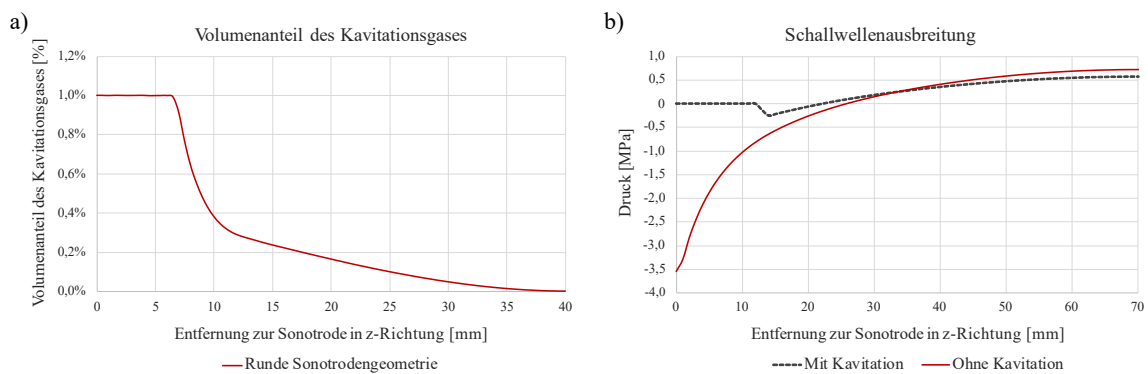 a)
Volumenanteil des Kavitationsgases
Volumenanteil des Kavitationsgases [%]
1,2%
1,0%
0,8%
0,6%
0,4%
0,2%
0,0%
0 5 10 15 20 25 30 35 40
Entfernung zur Sonotrode in z-Richtung [mm]
Runde Sonotrodengeometrie
b)
Schallwellenausbreitung
Druck [MPa]
1,0
0,5
0
-0,5
-1,0
-1,5
-2,0
-2,5
-3,0
-3,5
-4,0
0 10 20 30 40 50 60 70
Entfernung zur Sonotrode in z-Richtung [mm]
Mit Kavitation Ohne Kavitation